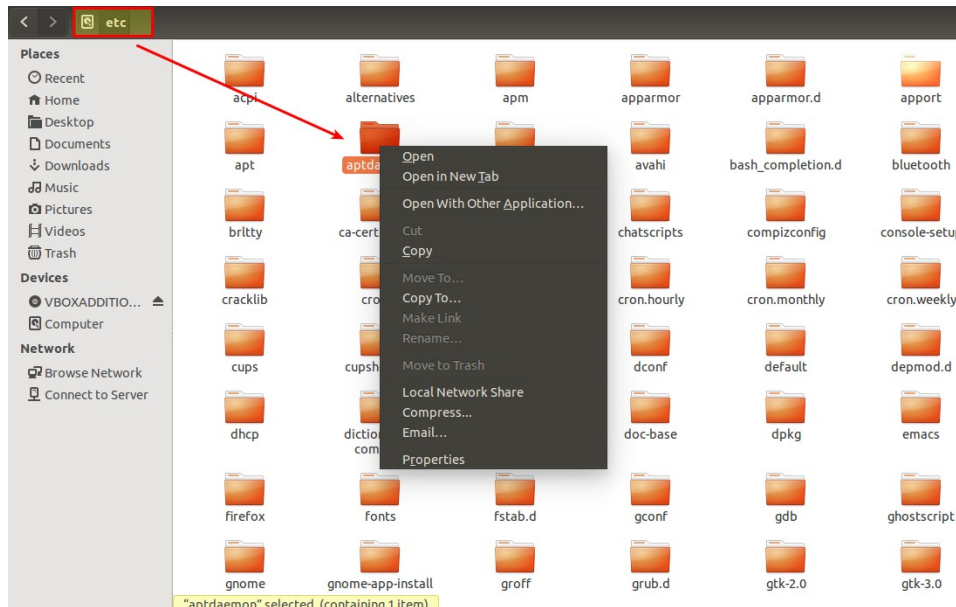 etc
Places
Recent
Home
Desktop
Documents
Downloads
Music
Pictures
Videos
Trash
Devices
VBOXADDITIO...
Computer
Network
Browse Network
Connect to Server
acpi alternatives apm apparmor apparmor.d apport
apt aptda avahi bash_completion.d bluetooth
brltty ca-cert chatscripts compizconfig console-setup
cracklib cro cron.hourly cron.monthly cron.weekly
cups cupsh dconf default depmod.d
dhcp diction doc-base dpkg emacs
com
firefox fonts fstab.d gconf gdb ghostscript
gnome gnome-app-install groff grub.d gtk-2.0 gtk-3.0
Open
Open in New Tab
Open With Other Application...
Cut
Copy
Move To...
Copy To...
Make Link
Rename...
Move to Trash
Local Network Share
Compress...
Email...
Properties
"aptdaemon" selected (containing 1 item)